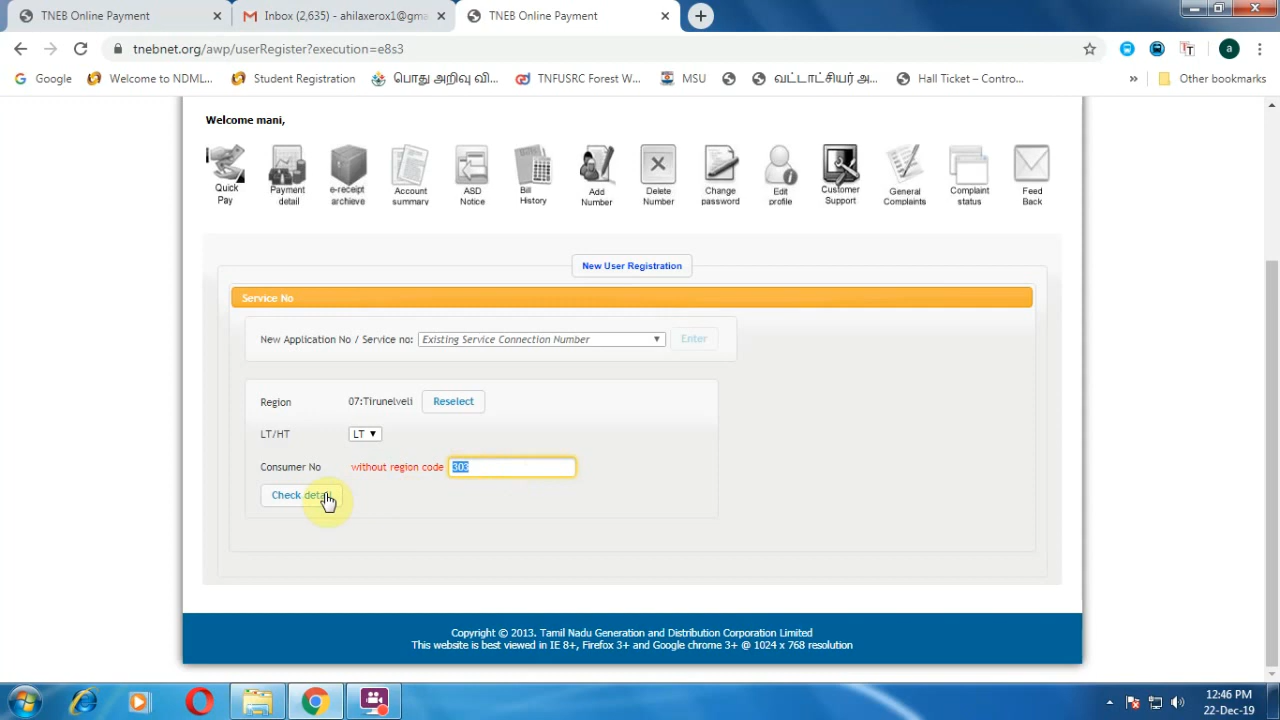 TNEB Online Payment
Inbox (2,635) - ahilaxerox1@gma
TNEB Online Payment
tnebnet.org/awp/userRegister?execution=e8s3
a
Google
Welcome to NDML...
Student Registration
பொது அறிவு வி...
TNFUSRC Forest W...
MSU
வட்டாட்சியர் அ...
Hall Ticket – Contro...
»
Other bookmarks
Welcome mani,
Quick Pay
Payment detail
e-receipt archieve
Account summary
ASD Notice
Bill History
Add Number
Delete Number
Change password
Edit profile
Customer Support
General Complaints
Complaint status
Feed Back
New User Registration
Service No
New Application No / Service no: Existing Service Connection Number Enter
Region 07:Tirunelveli Reselect
LT/HT LT
Consumer No without region code 303
Check detail
Copyright © 2013. Tamil Nadu Generation and Distribution Corporation Limited
This website is best viewed in IE 8+, Firefox 3+ and Google chrome 3+ @ 1024 x 768 resolution
12:46 PM
22-Dec-19